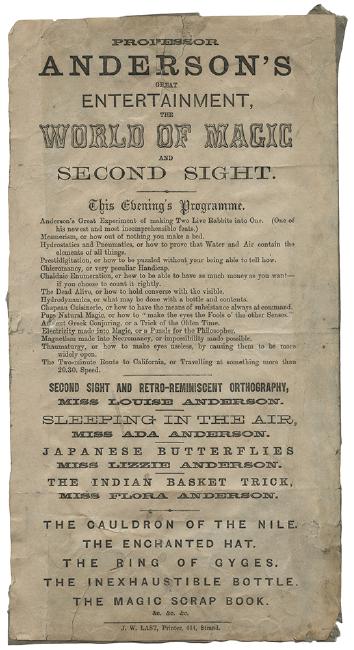 PROFESSOR
ANDERSON'S
GREAT
ENTERTAINMENT,
THE
WORLD OF MAGIC
AND
SECOND SIGHT.
This Evening's Programme.
Anderson's Great Experiment of making Two Live Rabbits into One. (One of
his newest and most incomprehensible feats.)
Mesmerism, or how out of nothing you make a bed.
Hydrostatics and Pneumatics, or how to prove that Water and Air contain the
elements of all things.
Prestidigitation, or how to be puzzled without your being able to tell how.
Chicromancy, or very peculiar Handicap.
Chaldaic Enumeration, or how to be able to have as much money as you want—
if you choose to count it rightly.
The Dead Alive, or how to hold converse with the visible.
Hydrodynamics, or what may be done with a bottle and contents.
Chapeau Cuisinerie, or how to have the means of subsistence always at command.
Pugs Natural Magic, or how to "make the eyes the Fools o' the other Senses."
Ancient Greek Conjuring, or a Trick of the Olden Time.
Electricity made into Magic, or a Puzzle for the Philosopher.
Magnetism made into Necromancy, or impossibility made possible.
Thaumaturgy, or how to make eyes useless, by causing them to be more
widely open.
The Two-minute Route to California, or Travelling at something more than
20.30. Speed.
SECOND SIGHT AND RETRO-REMINISCENT ORTHOGRAPHY,
MISS LOUISE ANDERSON.
SLEEPING IN THE AIR,
MISS ADA ANDERSON.
JAPANESE BUTTERFLIES
MISS LIZZIE ANDERSON.
THE INDIAN BASKET TRICK,
MISS FLORA ANDERSON.
THE CAULDRON OF THE NILE.
THE ENCHANTED HAT.
THE RING OF GYGES.
THE INEXHAUSTIBLE BOTTLE.
THE MAGIC SCRAP BOOK.
&c. &c. &c.
J. W. LAST, Printer, Strand.